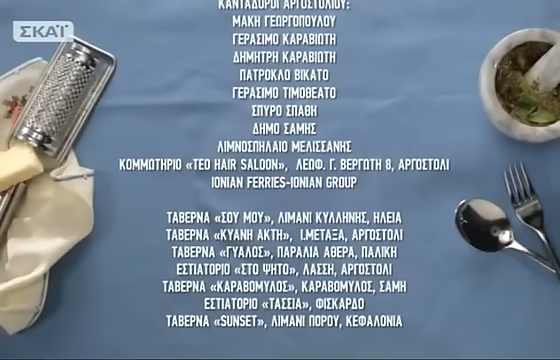 ΣΚΑΪ
ΚΑΝΤΑΔΟΡΟΙ ΑΡΓΟΣΤΟΛΙΟΥ:
ΜΑΚΗ ΓΕΩΡΓΟΠΟΥΛΟΥ
ΓΕΡΑΣΙΜΟ ΚΑΡΑΒΙΩΤΗ
ΔΗΜΗΤΡΗ ΚΑΡΑΒΙΩΤΗ
ΠΑΤΡΟΚΛΟ ΒΙΚΑΤΟ
ΓΕΡΑΣΙΜΟ ΤΙΜΟΘΕΑΤΟ
ΣΠΥΡΟ ΣΠΑΘΗ
ΔΗΜΟ ΣΑΜΗΣ
ΛΙΜΝΟΣΠΗΛΑΙΟ ΜΕΛΙΣΣΑΝΗΣ
ΚΟΜΜΩΤΗΡΙΟ «TEO HAIR SALOON», ΛΕΩΦ. Γ. ΒΕΡΓΩΤΗ 8, ΑΡΓΟΣΤΟΛΙ
IONIAN FERRIES-IONIAN GROUP
ΤΑΒΕΡΝΑ «ΣΟΥ ΜΟΥ», ΛΙΜΑΝΙ ΚΥΛΛΗΝΗΣ, ΗΛΕΙΑ
ΤΑΒΕΡΝΑ «ΚΥΑΝΗ ΑΚΤΗ», Ι.ΜΕΤΑΞΑ, ΑΡΓΟΣΤΟΛΙ
ΤΑΒΕΡΝΑ «ΓΥΑΛΟΣ», ΠΑΡΑΛΙΑ ΑΘΕΡΑ, ΠΑΛΙΚΗ
ΕΣΤΙΑΤΟΡΙΟ «ΣΤΟ ΨΗΤΟ», ΛΑΣΣΗ, ΑΡΓΟΣΤΟΛΙ
ΤΑΒΕΡΝΑ «ΚΑΡΑΒΟΜΥΛΟΣ», ΚΑΡΑΒΟΜΥΛΟΣ, ΣΑΜΗ
ΕΣΤΙΑΤΟΡΙΟ «ΤΑΣΣΙΑ», ΦΙΣΚΑΡΔΟ
ΤΑΒΕΡΝΑ «SUNSET», ΛΙΜΑΝΙ ΠΟΡΟΥ, ΚΕΦΑΛΟΝΙΑ